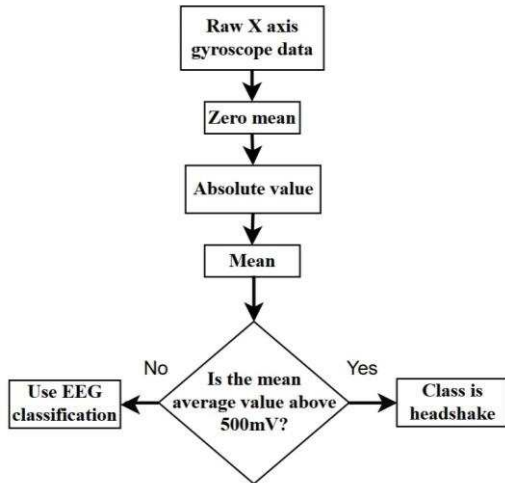 Raw X axis
gyroscope data
Zero mean
Absolute value
Mean
Is the mean
average value above
500mV?
No
Yes
Use EEG
classification
Class is
headshake